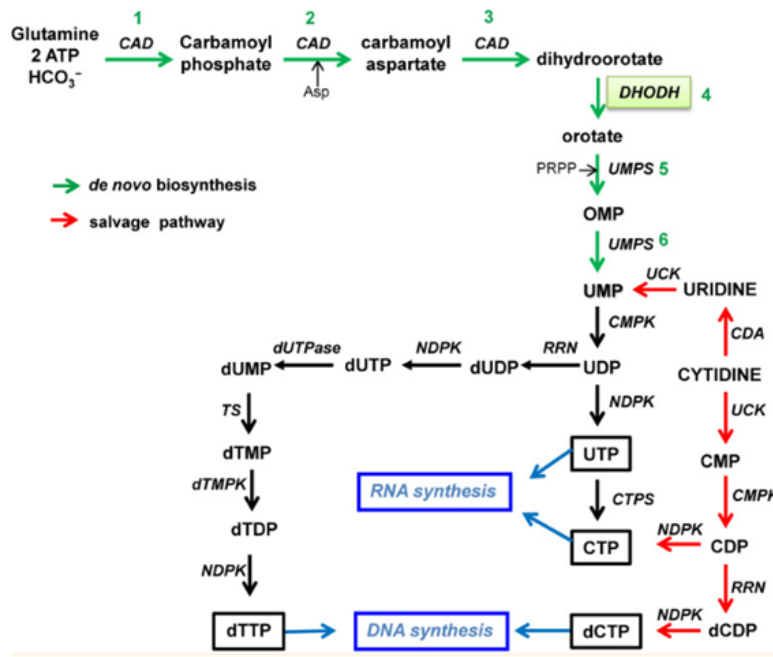 1 2 3
Glutamine
2 ATP
HCO₃⁻
CAD
Carbamoyl
phosphate
CAD
Asp
carbamoyl
aspartate
CAD
dihydroorotate
DHODH 4
orotate
PRPP UMPS 5
de novo biosynthesis
salvage pathway
OMP
UMPS 6
UMP UCK URIDINE
CMPK CDA
dUMP dUTPase dUTP NDPK dUDP RRN UDP CYTIDINE
TS NDPK UCK
dTMP UTP CMP
dTMPK RNA synthesis CTPS CMPK
dTDP CTP NDPK CDP
NDPK RRN
dTTP DNA synthesis dCTP NDPK dCDP